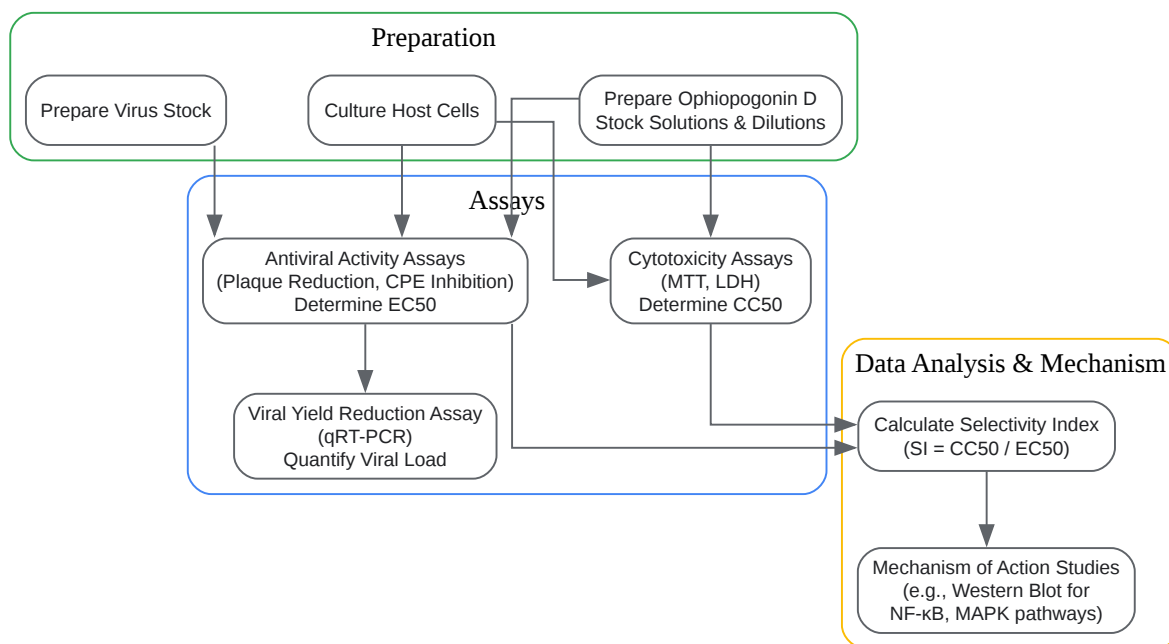 Preparation
Prepare Virus Stock
Culture Host Cells
Prepare Ophiopogonin D
Stock Solutions & Dilutions
Assays
Antiviral Activity Assays
(Plaque Reduction, CPE Inhibition)
Determine EC50
Cytotoxicity Assays
(MTT, LDH)
Determine CC50
Viral Yield Reduction Assay
(qRT-PCR)
Quantify Viral Load
Data Analysis & Mechanism
Calculate Selectivity Index
(SI = CC50 / EC50)
Mechanism of Action Studies
(e.g., Western Blot for
NF-κB, MAPK pathways)